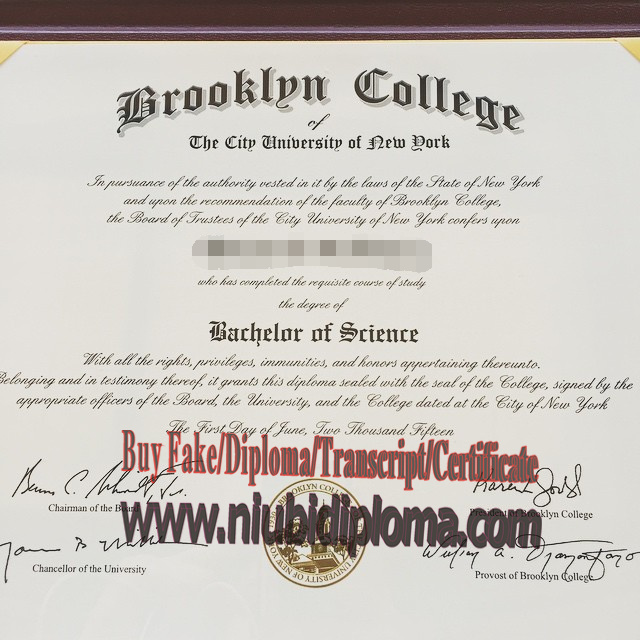 Brooklyn College
of
The City University of New York
In pursuance of the authority vested in it by the laws of the State of New York
and upon the recommendation of the faculty of Brooklyn College,
the Board of Trustees of the City University of New York confers upon
who has completed the requisite course of study
the degree of
Bachelor of Science
With all the rights, privileges, immunities, and honors appertaining thereunto.
Belonging and in testimony thereof, it grants this diploma sealed with the seal of the College, signed by the
appropriate officers of the Board, the University, and the College dated at the City of New York
The First Day of June, Two Thousand Fifteen
Buy Fake/Diploma/Transcript/Certificate
Chairman of the Board
President of Brooklyn College
www.niubidiploma.com
Chancellor of the University
Provost of Brooklyn College